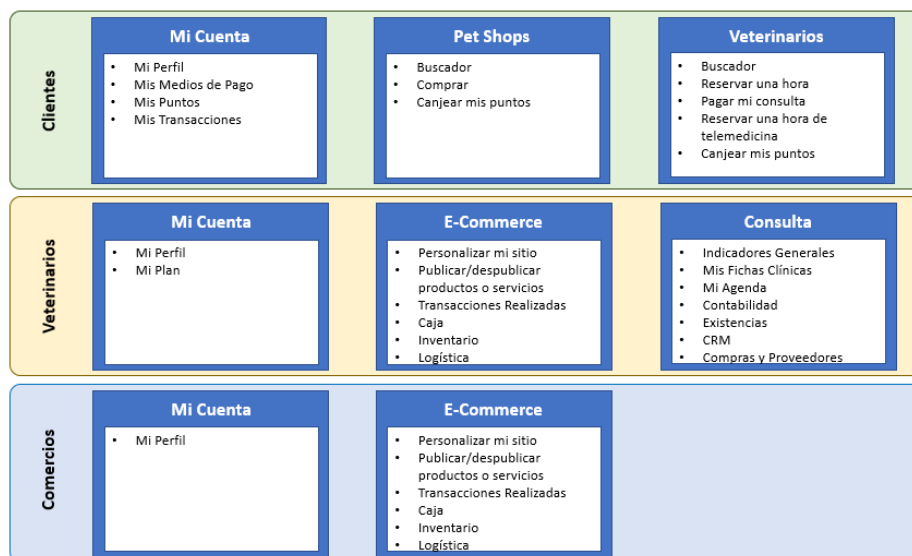 Clientes
Mi Cuenta
• Mi Perfil
• Mis Medios de Pago
• Mis Puntos
• Mis Transacciones
Pet Shops
• Buscador
• Comprar
• Canjear mis puntos
Veterinarios
• Buscador
• Reservar una hora
• Pagar mi consulta
• Reservar una hora de
telemedicina
• Canjear mis puntos
Veterinarios
Mi Cuenta
• Mi Perfil
• Mi Plan
E-Commerce
• Personalizar mi sitio
• Publicar/despublicar
productos o servicios
• Transacciones Realizadas
• Caja
• Inventario
• Logística
Consulta
• Indicadores Generales
• Mis Fichas Clínicas
• Mi Agenda
• Contabilidad
• Existencias
• CRM
• Compras y Proveedores
Comercios
Mi Cuenta
• Mi Perfil
E-Commerce
• Personalizar mi sitio
• Publicar/despublicar
productos o servicios
• Transacciones Realizadas
• Caja
• Inventario
• Logística